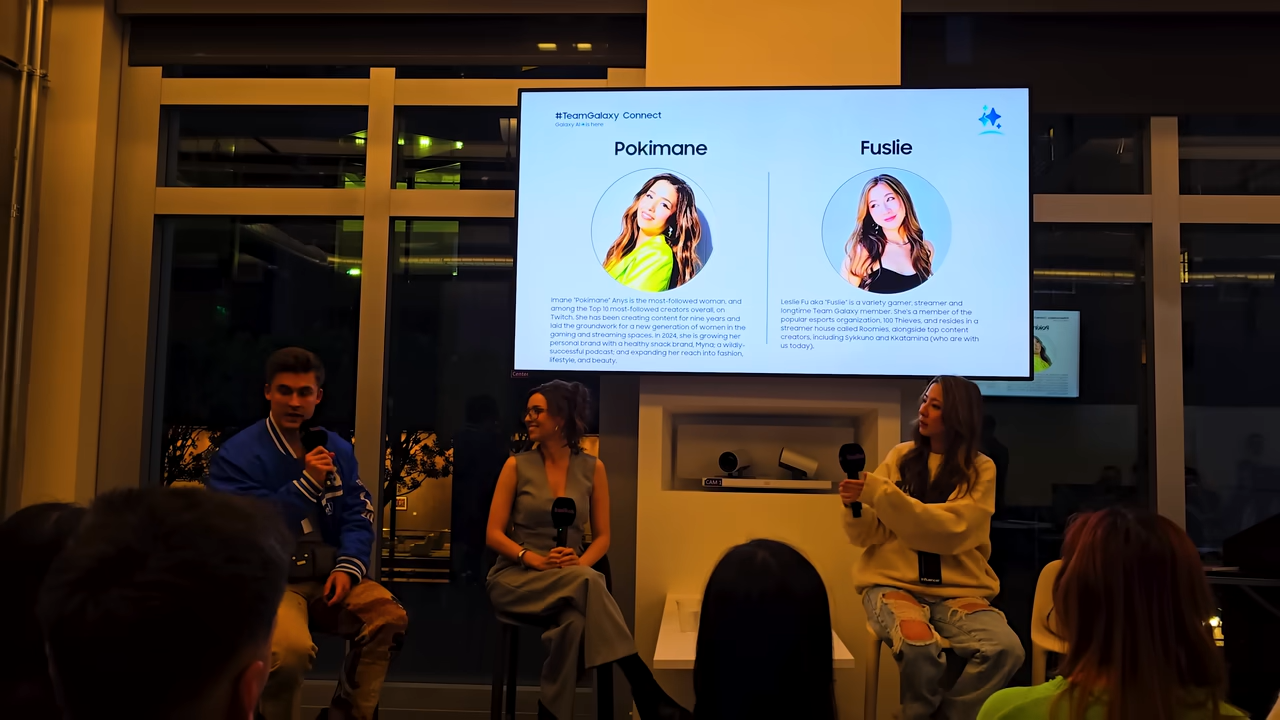 #TeamGalaxy Connect
Galaxy AI is here
Pokimane
Imane "Pokimane" Anys is the most-followed woman, and
among the Top 10 most-followed creators overall, on
Twitch. She has been creating content for nine years and
laid the groundwork for a new generation of women in the
gaming and streaming spaces. In 2024, she is growing her
personal brand with a healthy snack brand, Myna; a wildly-
successful podcast; and expanding her reach into fashion,
lifestyle, and beauty.
Fuslie
Leslie Fu aka "Fuslie" is a variety gamer, streamer and
longtime Team Galaxy member. She's a member of the
popular esports organization, 100 Thieves, and resides in a
streamer house called Roomies, alongside top content
creators, including Sykkuno and Kkatamina (who are with
us today).
Center
CAM 1